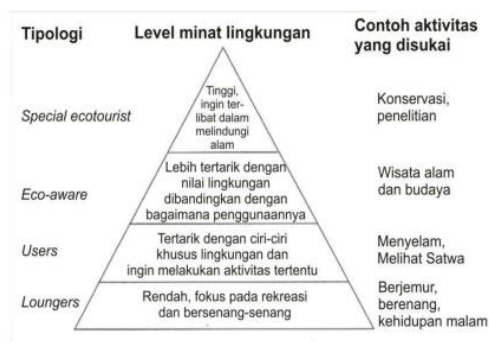 Tipologi
Level minat lingkungan
Contoh aktivitas
yang disukai
Special ecotourist
Tinggi,
ingin ter-
libat dalam
melindungi
alam
Konservasi,
penelitian
Eco-aware
Lebih tertarik dengan
nilai lingkungan
dibandingkan dengan
bagaimana penggunaannya
Wisata alam
dan budaya
Users
Tertarik dengan ciri-ciri
khusus lingkungan dan
ingin melakukan aktivitas tertentu
Menyelam,
Melihat Satwa
Loungers
Rendah, fokus pada rekreasi
dan bersenang-senang
Berjemur,
berenang,
kehidupan malam